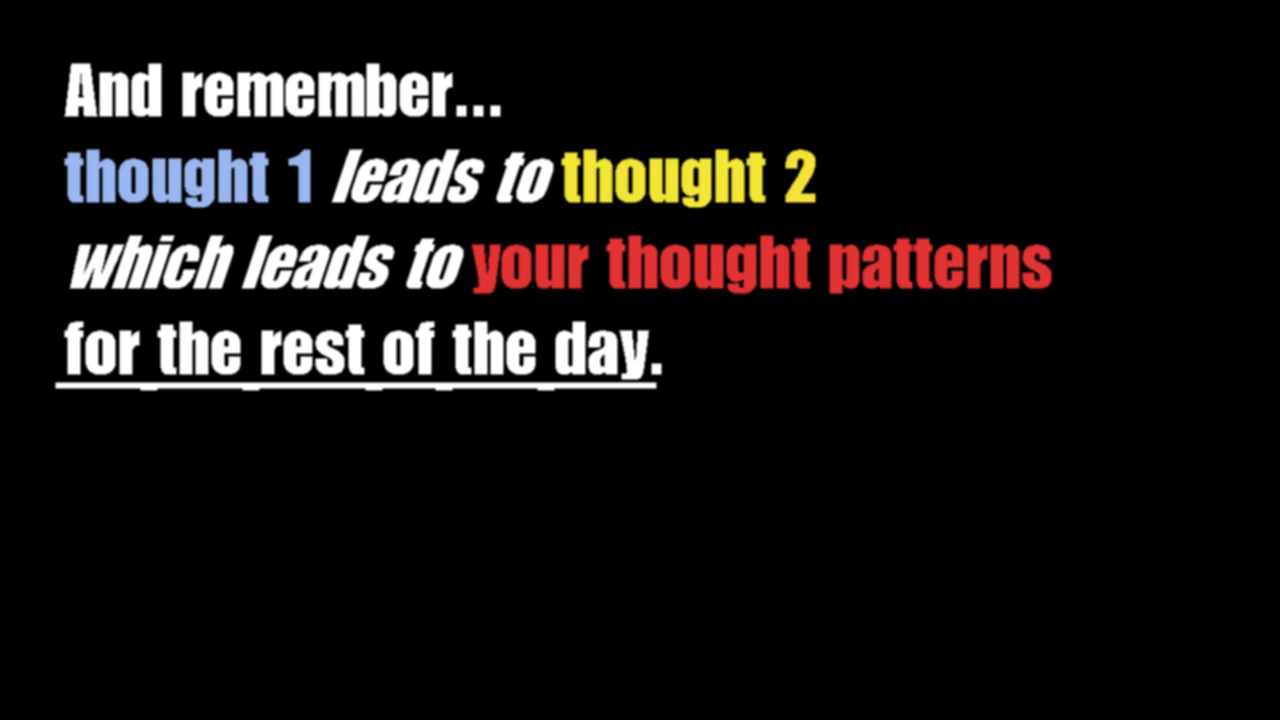 And remember...
thought 1 leads to thought 2
which leads to your thought patterns
for the rest of the day.